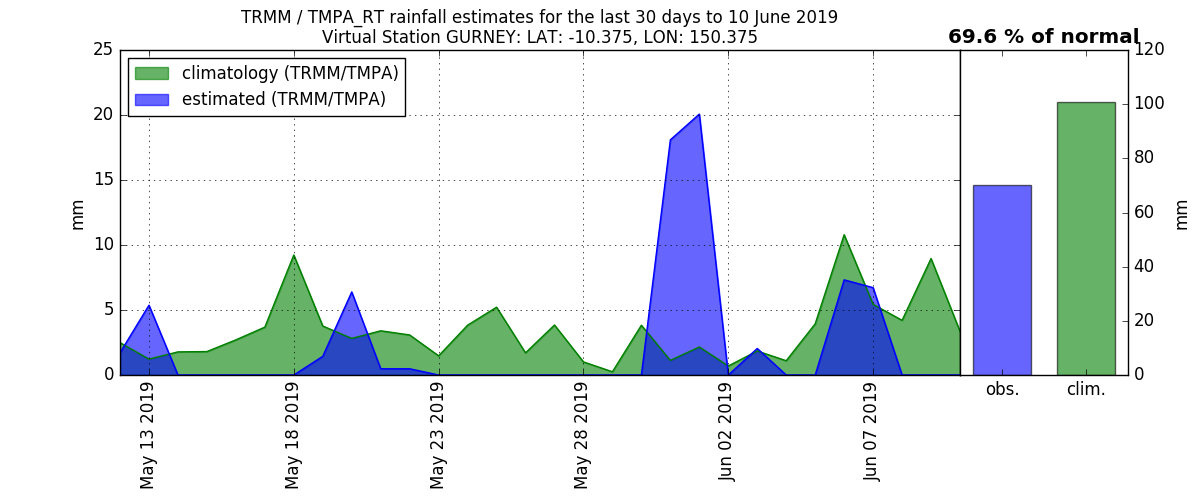 TRMM / TMPA_RT rainfall estimates for the last 30 days to 10 June 2019
Virtual Station GURNEY: LAT: -10.375, LON: 150.375
69.6 % of normal
climatology (TRMM/TMPA)
estimated (TRMM/TMPA)
25
20
15
10
5
0
mm
May 13 2019
May 18 2019
May 23 2019
May 28 2019
Jun 02 2019
Jun 07 2019
120
100
80
60
40
20
0
mm
obs.
clim.